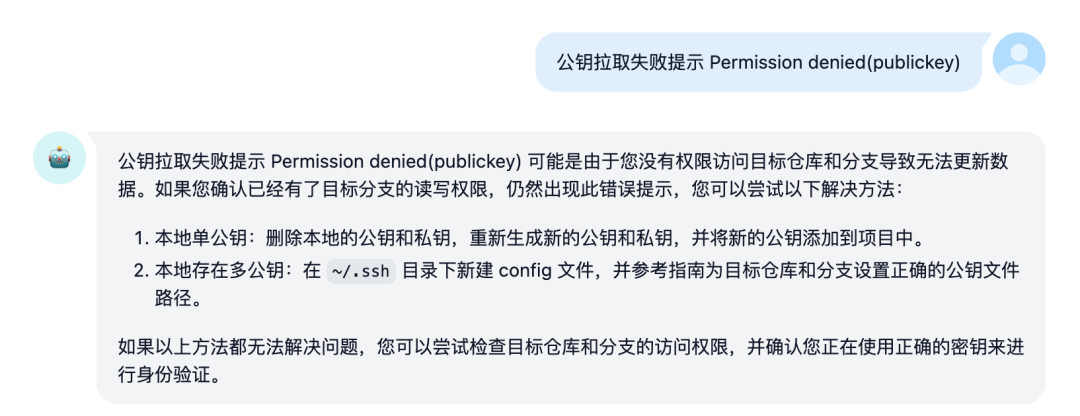 公钥拉取失败提示 Permission denied(publickey)
公钥拉取失败提示 Permission denied(publickey) 可能是由于您没有权限访问目标仓库和分支导致无法更新数
据。如果您确认已经有了目标分支的读写权限，仍然出现此错误提示，您可以尝试以下解决方法：
1. 本地单公钥：删除本地的公钥和私钥，重新生成新的公钥和私钥，并将新的公钥添加到项目中。
2. 本地存在多公钥：在 ~/.ssh 目录下新建 config 文件，并参考指南为目标仓库和分支设置正确的公钥文件
路径。
如果以上方法都无法解决问题，您可以尝试检查目标仓库和分支的访问权限，并确认您正在使用正确的密钥来进
行身份验证。